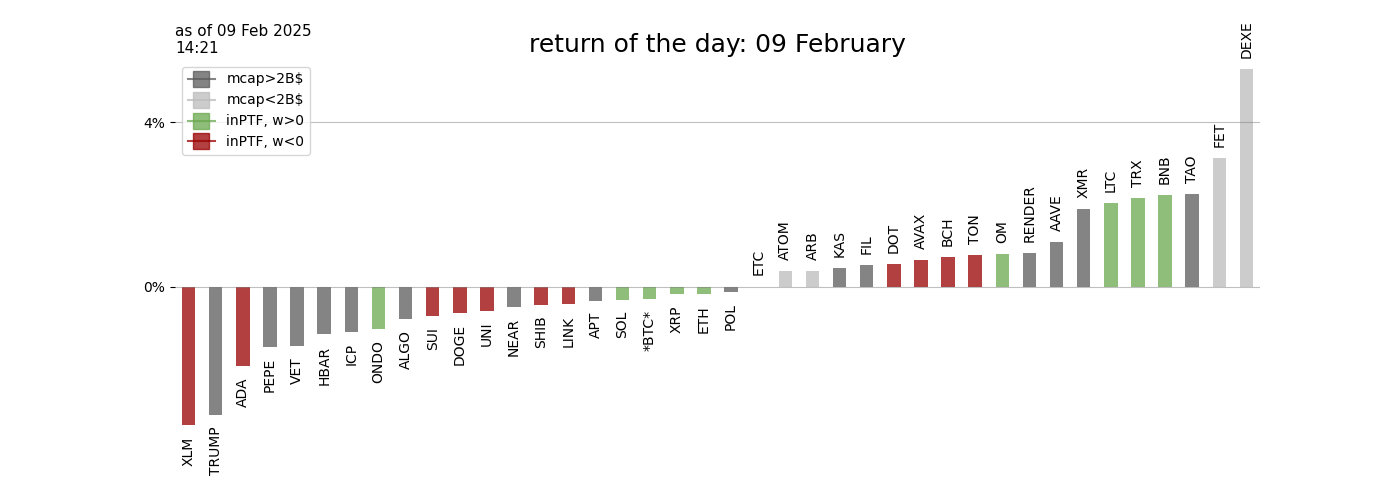 as of 09 Feb 2025
14:21
return of the day: 09 February
mcap>2B$
mcap<2B$
inPTF, w>0
inPTF, w<0
4%
0%
XLM
TRUMP
ADA
PEPE
VET
HBAR
ICP
ONDO
ALGO
SUI
DOGE
UNI
NEAR
SHIB
LINK
APT
SOL
*BTC*
XRP
ETH
POL
ETC
ATOM
ARB
KAS
FIL
DOT
AVAX
BCH
TON
OM
RENDER
AAVE
XMR
LTC
TRX
BNB
TAO
FET
DEXE